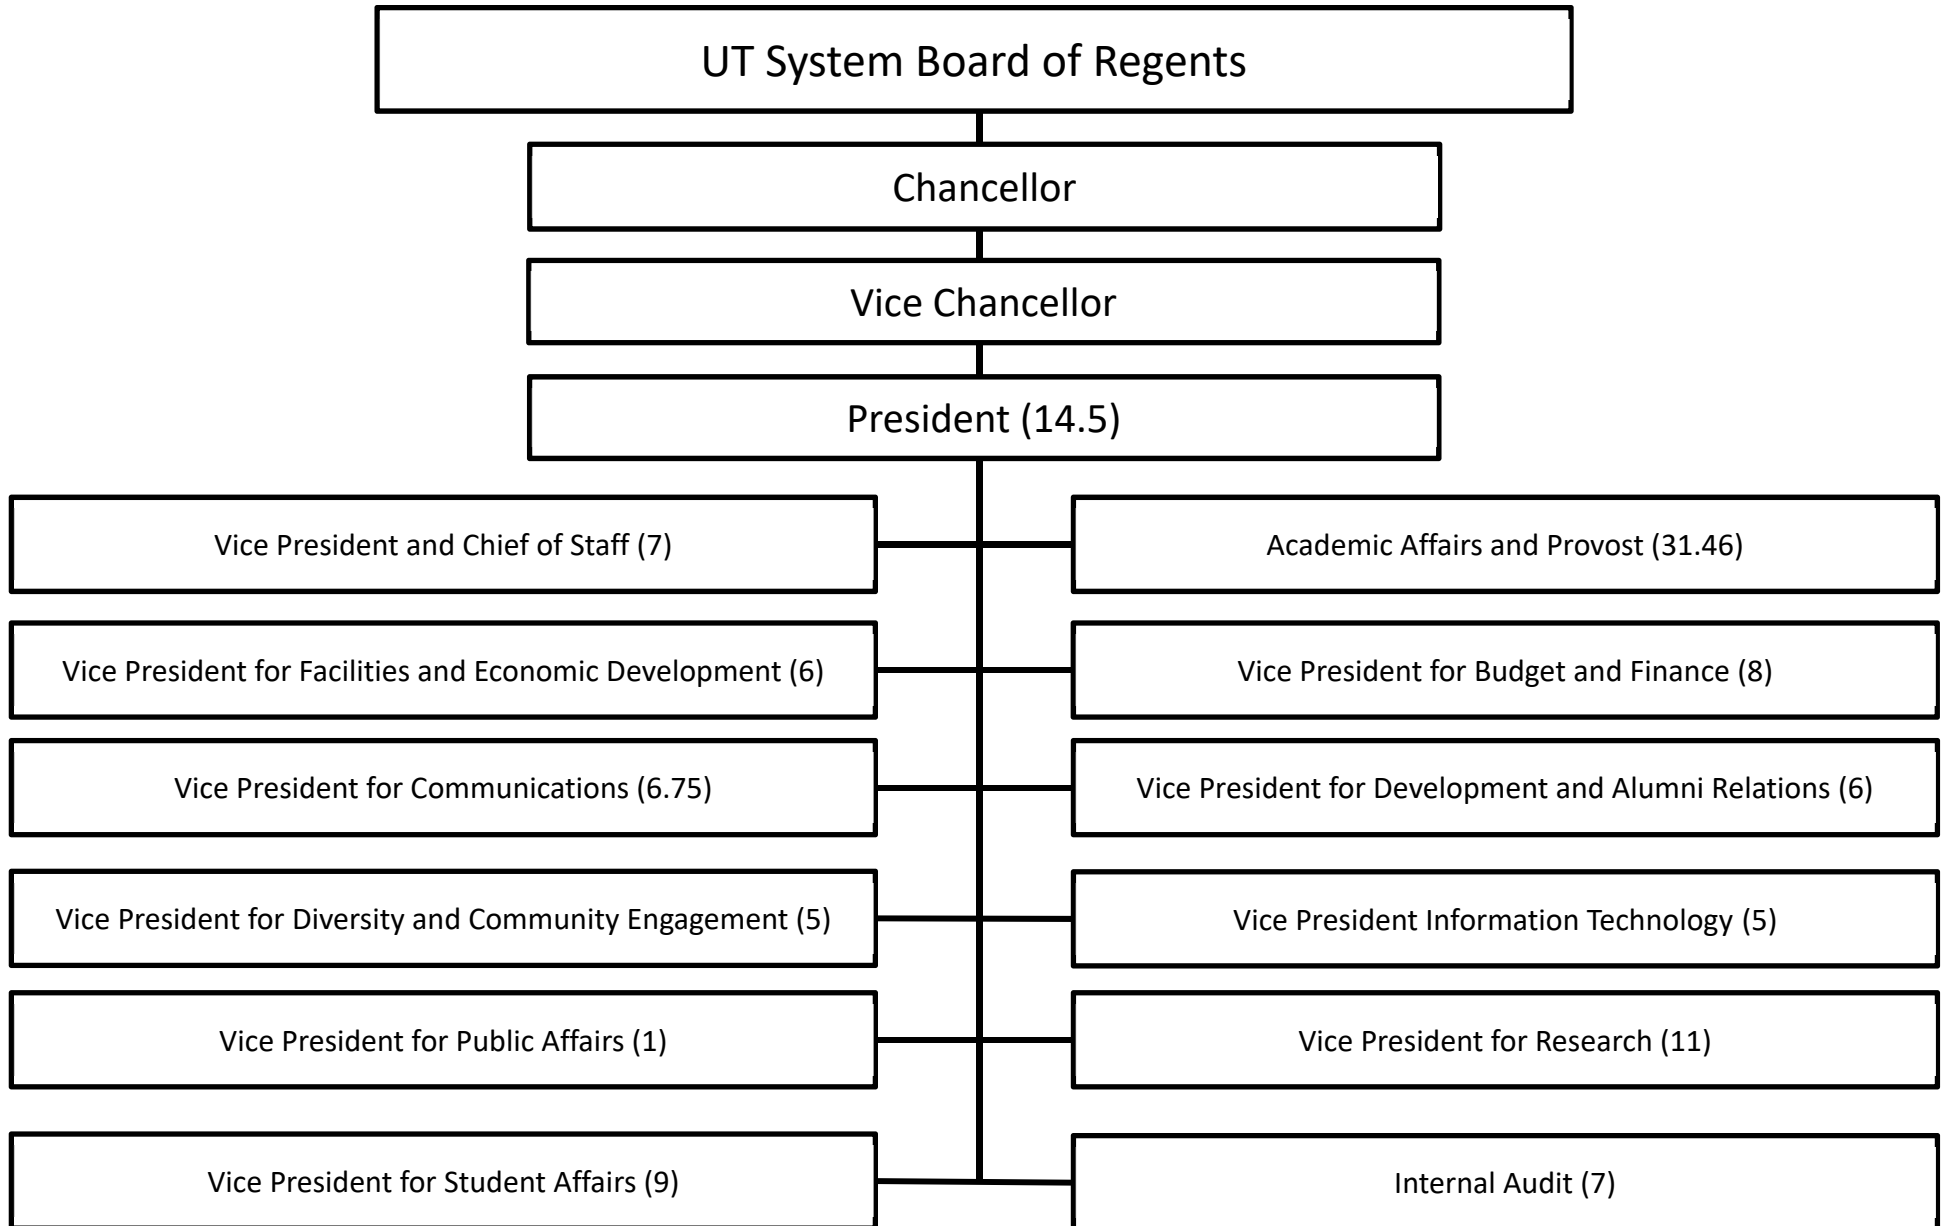 UT System Board of Regents
Chancellor
Vice Chancellor
President (14.5)
Vice President and Chief of Staff (7)
Academic Affairs and Provost (31.46)
Vice President for Facilities and Economic Development (6)
Vice President for Budget and Finance (8)
Vice President for Communications (6.75)
Vice President for Development and Alumni Relations (6)
Vice President for Diversity and Community Engagement (5)
Vice President Information Technology (5)
Vice President for Public Affairs (1)
Vice President for Research (11)
Vice President for Student Affairs (9)
Internal Audit (7)